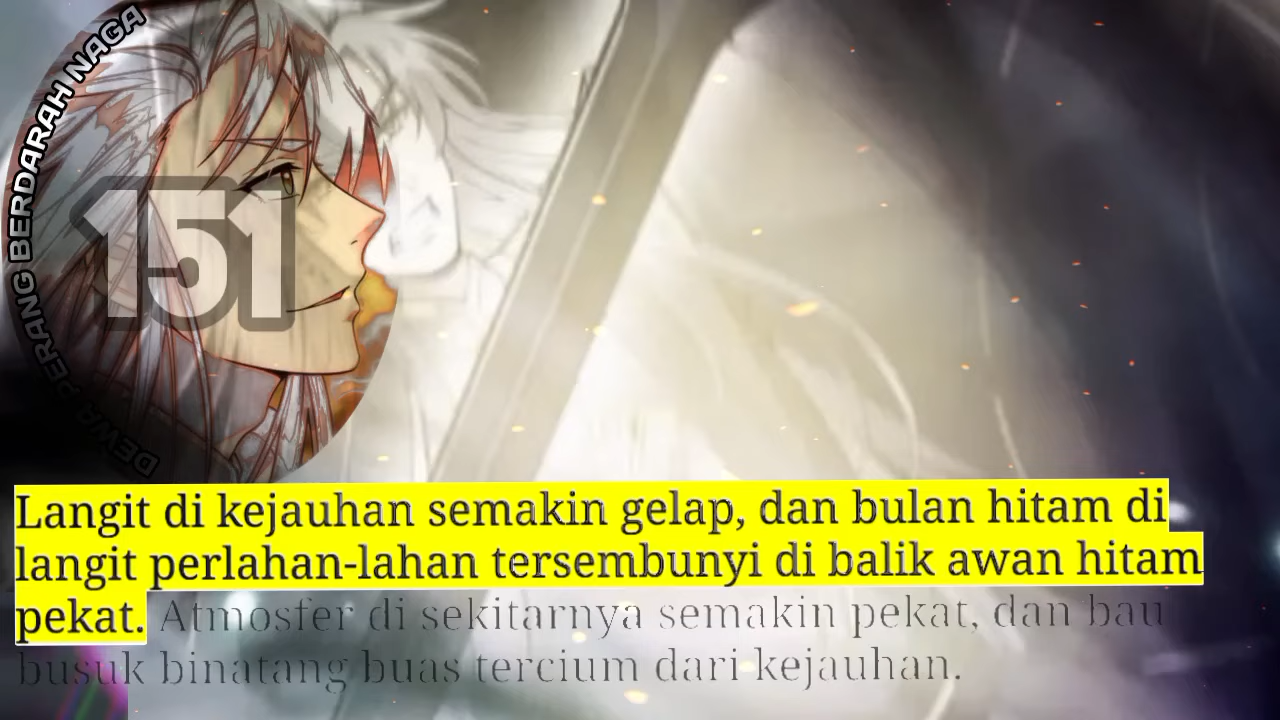 DEWA PERANG BERDARAH NAGA
151
Langit di kejauhan semakin gelap, dan bulan hitam di
langit perlahan-lahan tersembunyi di balik awan hitam
pekat. Atmosfer di sekitarnya semakin pekat, dan bau
busuk binatang buas tercium dari kejauhan.